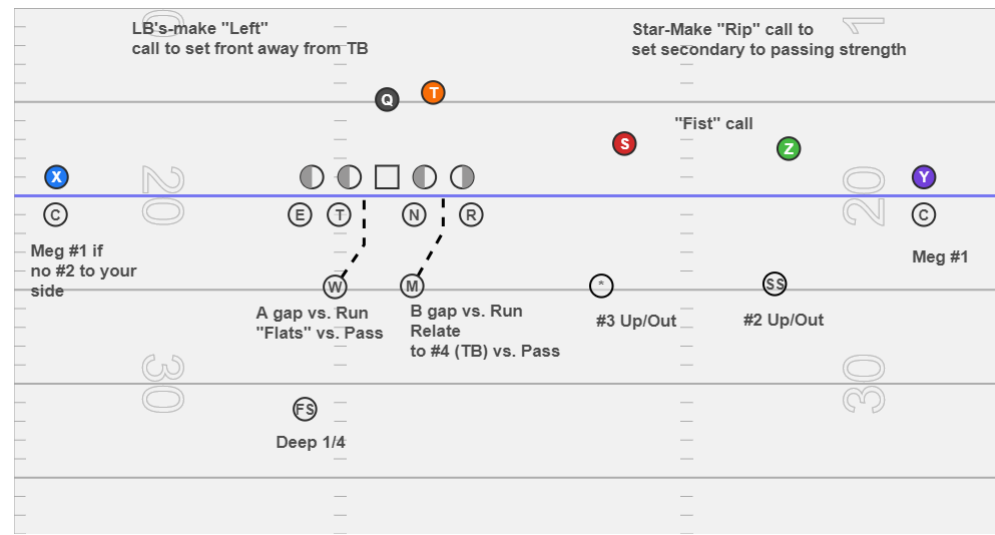 LB's-make "Left"
call to set front away from TB
Star-Make "Rip" call to
set secondary to passing strength
1
Q
T
"Fist" call
S
Z
X
Y
20
20
C
E
T
N
R
C
Meg #1 if
no #2 to your
side
Meg #1
W
M
*
SS
A gap vs. Run
"Flats" vs. Pass
B gap vs. Run
Relate
to #4 (TB) vs. Pass
#3 Up/Out
#2 Up/Out
30
30
FS
Deep 1/4